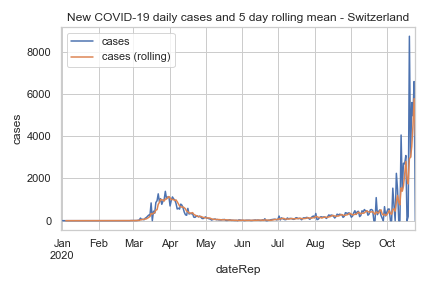 New COVID-19 daily cases and 5 day rolling mean - Switzerland
cases
cases (rolling)
8000
6000
4000
2000
0
cases
Jan Feb Mar Apr May Jun Jul Aug Sep Oct
2020
dateRep